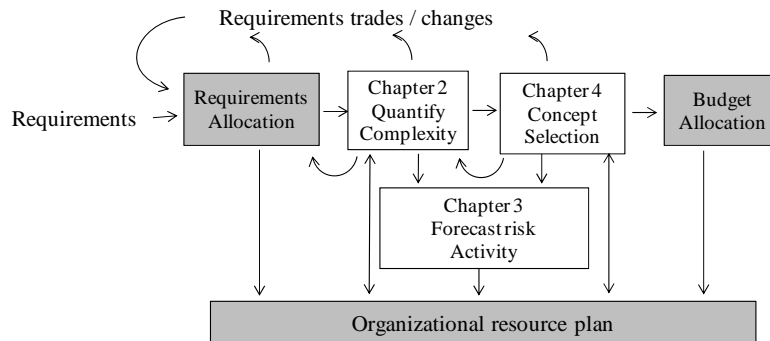 Requirements trades / changes
Requirements
Requirements
Allocation
Chapter 2
Quantify
Complexity
Chapter 4
Concept
Selection
Budget
Allocation
Chapter 3
Forecast risk
Activity
Organizational resource plan